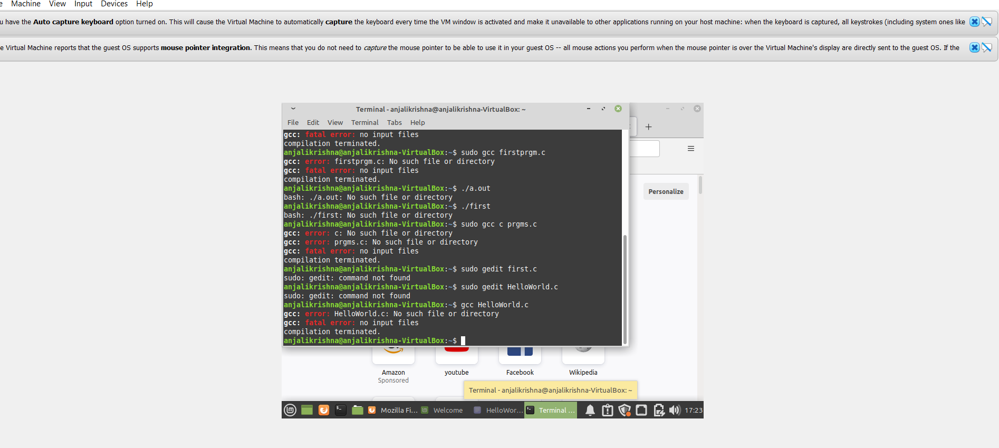 Machine View Input Devices Help
have the Auto capture keyboard option turned on. This will cause the Virtual Machine to automatically capture the keyboard every time the VM window is activated and make it unavailable to other applications running on your host machine: when the keyboard is captured, all keystrokes (including system ones like
Virtual Machine reports that the guest OS supports mouse pointer integration. This means that you do not need to capture the mouse pointer to be able to use it in your guest OS -- all mouse actions you perform when the mouse pointer is over the Virtual Machine's display are directly sent to the guest OS. If the
Terminal - anjalikrishna@anjalikrishna-VirtualBox: ~
File Edit View Terminal Tabs Help
gcc: fatal error: no input files
compilation terminated.
anjalikrishna@anjalikrishna-VirtualBox:~$ sudo gcc firstprgm.c
gcc: error: firstprgm.c: No such file or directory
gcc: fatal error: no input files
compilation terminated.
anjalikrishna@anjalikrishna-VirtualBox:~$ ./a.out
bash: ./a.out: No such file or directory
anjalikrishna@anjalikrishna-VirtualBox:~$ ./first
bash: ./first: No such file or directory
anjalikrishna@anjalikrishna-VirtualBox:~$ sudo gcc c prgms.c
gcc: error: c: No such file or directory
gcc: error: prgms.c: No such file or directory
gcc: fatal error: no input files
compilation terminated.
anjalikrishna@anjalikrishna-VirtualBox:~$ sudo gedit first.c
sudo: gedit: command not found
anjalikrishna@anjalikrishna-VirtualBox:~$ sudo gedit HelloWorld.c
sudo: gedit: command not found
anjalikrishna@anjalikrishna-VirtualBox:~$ gcc HelloWorld.c
gcc: error: HelloWorld.c: No such file or directory
gcc: fatal error: no input files
compilation terminated.
anjalikrishna@anjalikrishna-VirtualBox:~$
Personalize
Amazon youtube Facebook Wikipedia
Sponsored
Terminal - anjalikrishna@anjalikrishna-VirtualBox: ~
Mozilla Fi... Welcome HelloWor... Terminal ... 17:23